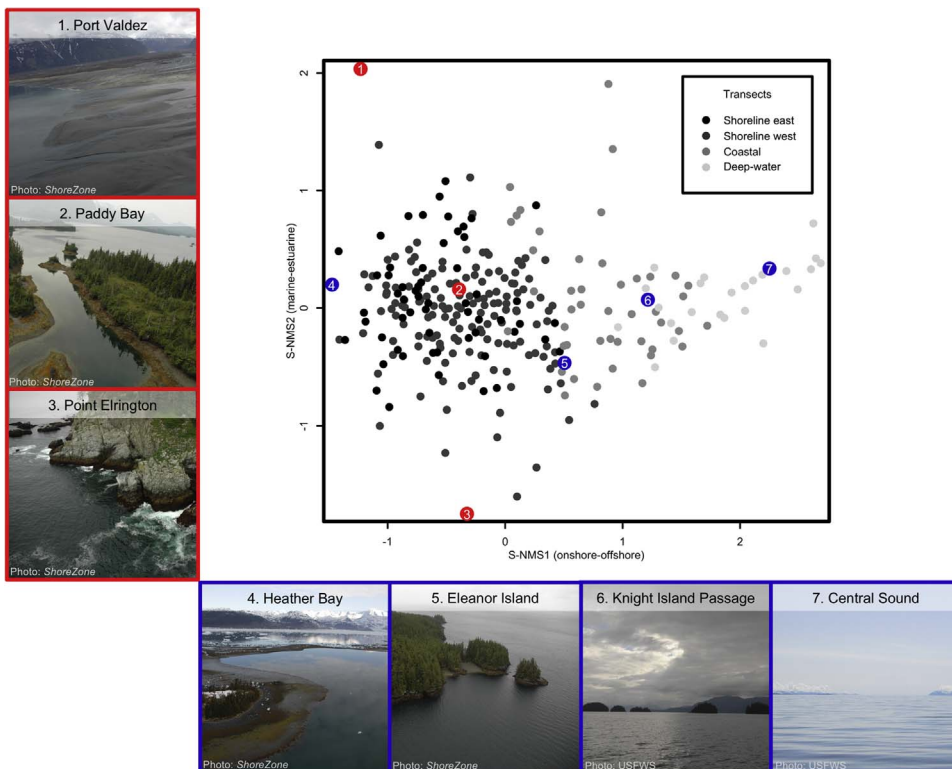 1. Port Valdez
Photo: ShoreZone
2. Paddy Bay
Photo: ShoreZone
3. Point Elrington
Photo: ShoreZone
S-NMS2 (marine-estuarine)
2
1
0
-1
1
2
3
4
5
6
7
Transects
Shoreline east
Shoreline west
Coastal
Deep-water
-1
0
1
2
S-NMS1 (onshore-offshore)
4. Heather Bay
Photo: ShoreZone
5. Eleanor Island
Photo: ShoreZone
6. Knight Island Passage
Photo: USFWS
7. Central Sound
Photo: USFWS